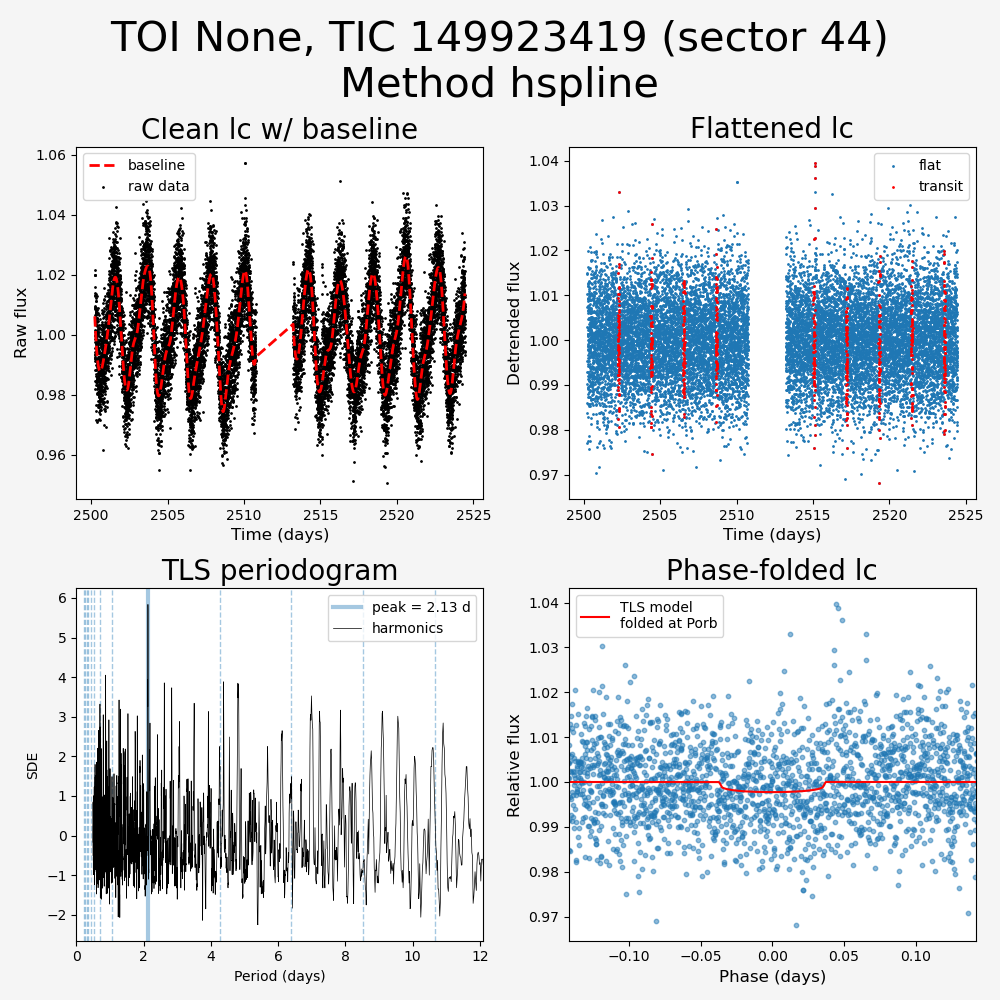 TOI None, TIC 149923419 (sector 44)
Method hspline
Clean lc w/ baseline
Flattened lc
baseline
raw data
flat
transit
1.06
1.04
1.02
1.00
0.98
0.96
Raw flux
2500
2505
2510
2515
2520
2525
Time (days)
1.04
1.03
1.02
1.01
1.00
0.99
0.98
0.97
Detrended flux
2500
2505
2510
2515
2520
2525
Time (days)
TLS periodogram
Phase-folded lc
peak = 2.13 d
harmonics
TLS model
folded at Porb
6
5
4
3
2
1
0
−1
−2
SDE
0
2
4
6
8
10
12
Period (days)
1.04
1.03
1.02
1.01
1.00
0.99
0.98
0.97
Relative flux
−0.10
−0.05
0.00
0.05
0.10
Phase (days)